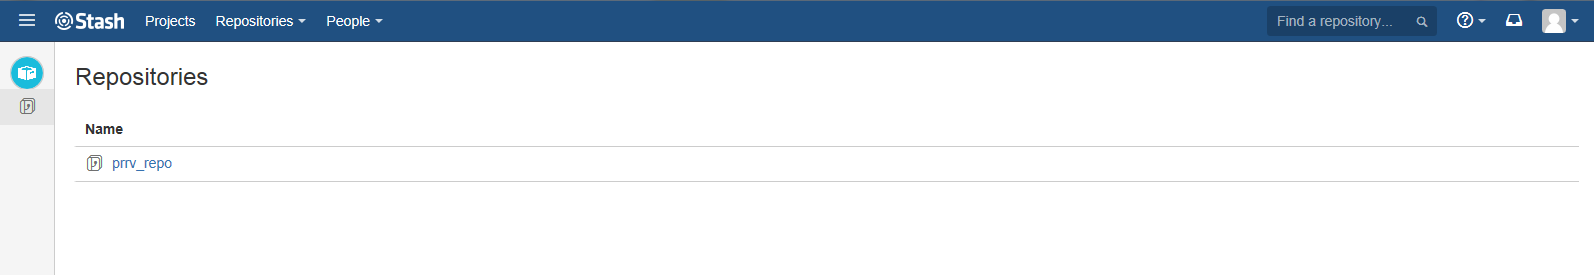 Stash Projects Repositories People Find a repository...
Repositories
Name
prrv_repo